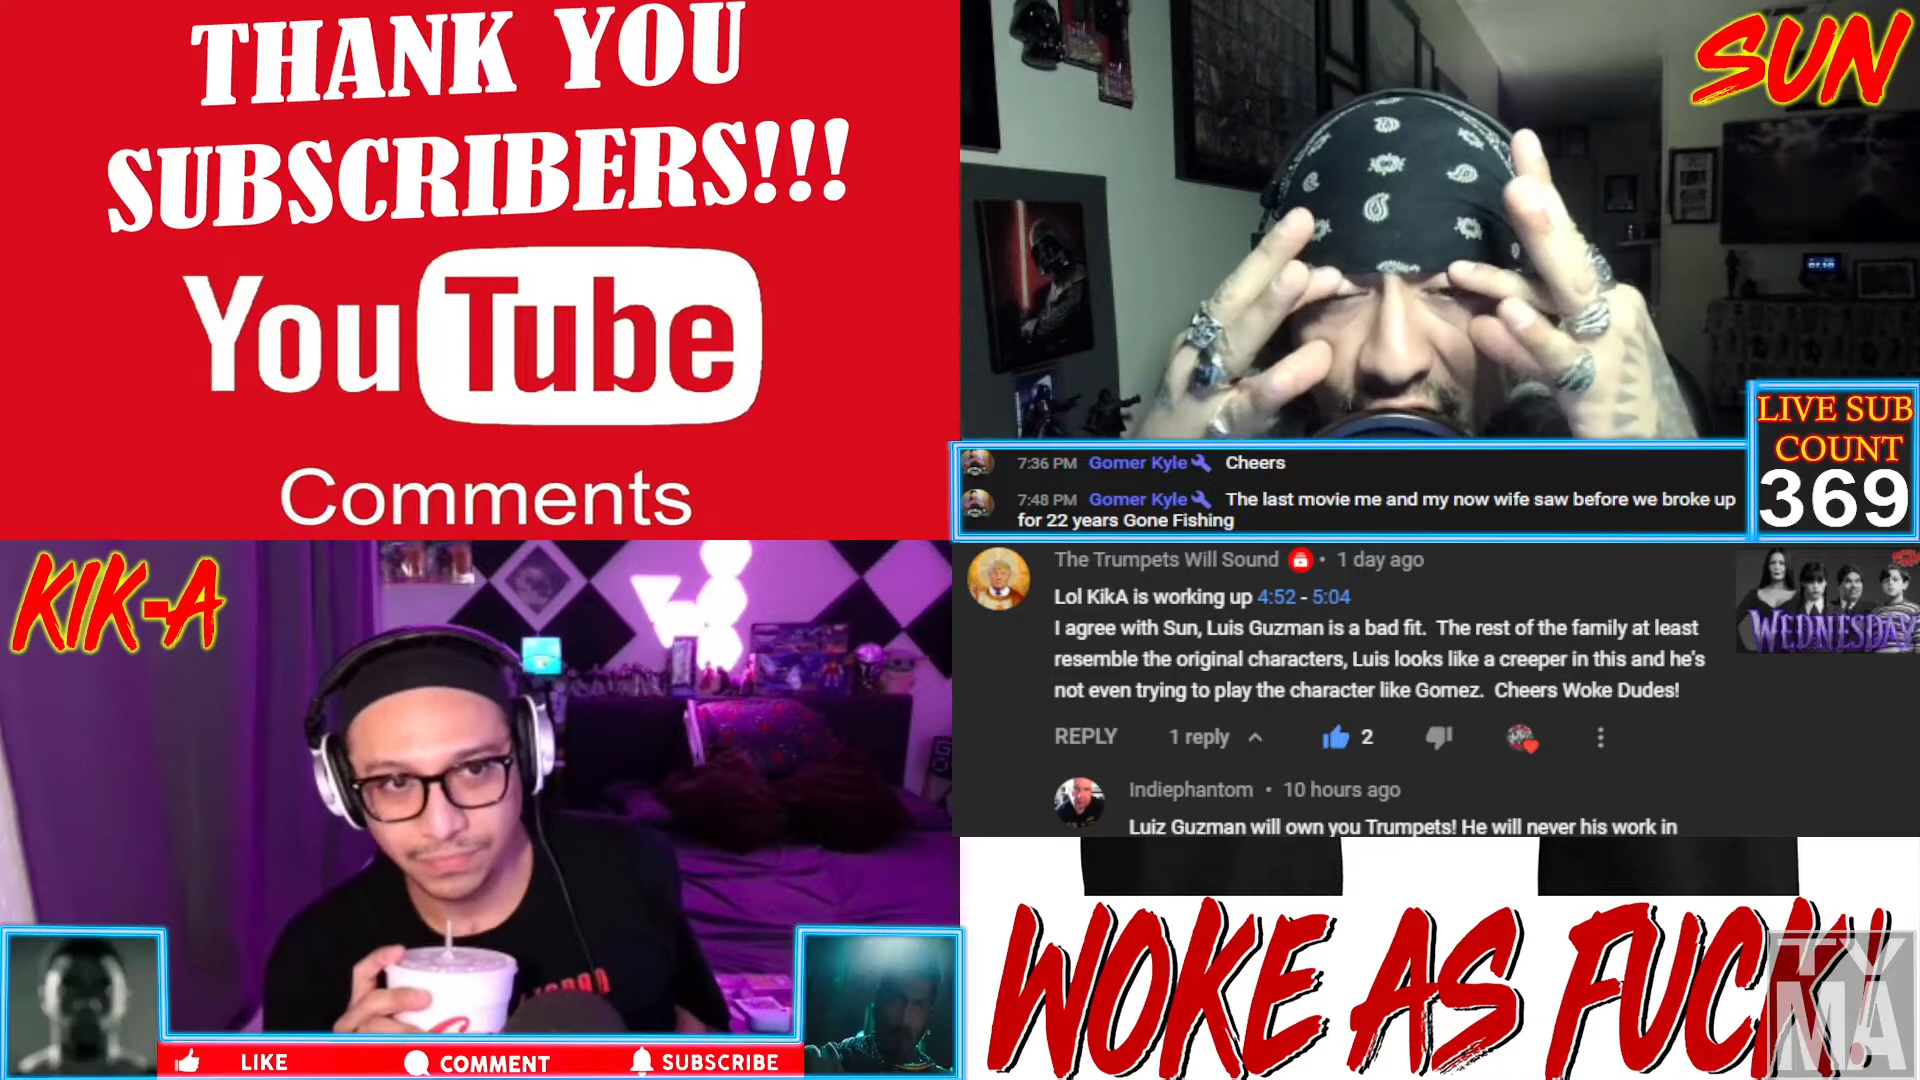 THANK YOU
SUBSCRIBERS!!!
YouTube
Comments
SUN
LIVE SUB
COUNT
369
7:36 PM Gomer Kyle Cheers
7:48 PM Gomer Kyle The last movie me and my now wife saw before we broke up
for 22 years Gone Fishing
KIK-A
The Trumpets Will Sound • 1 day ago
Lol KikA is working up 4:52 - 5:04
I agree with Sun, Luis Guzman is a bad fit. The rest of the family at least
resemble the original characters, Luis looks like a creeper in this and he's
not even trying to play the character like Gomez. Cheers Woke Dudes!
REPLY 1 reply 2
Indiephantom • 10 hours ago
Luiz Guzman will own you Trumpets! He will never his work in
WEDNESDAY
WOKE AS FUCK
TY
MA
LIKE COMMENT SUBSCRIBE